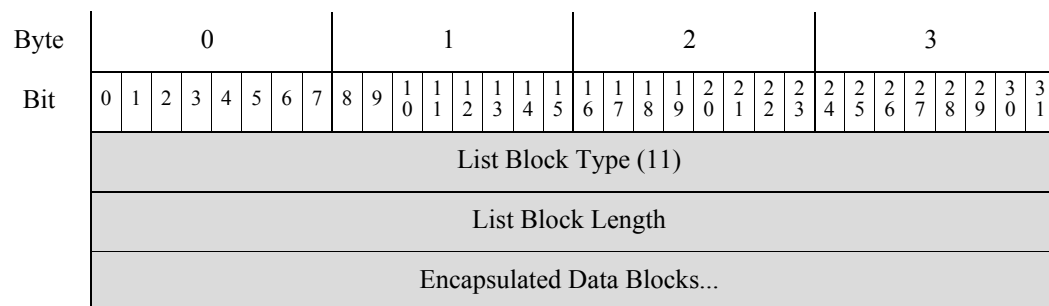 Byte 0 1 2 3
Bit 0 1 2 3 4 5 6 7 8 9 10 11 12 13 14 15 16 17 18 19 20 21 22 23 24 25 26 27 28 29 30 31
List Block Type (11)
List Block Length
Encapsulated Data Blocks...